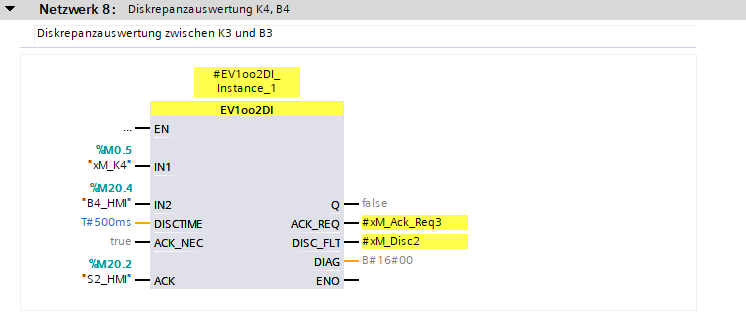 Netzwerk 8: Diskrepanzauswertung K4, B4
Diskrepanzauswertung zwischen K3 und B3
#EV1oo2DI_
Instance_1
EV1oo2DI
... EN
%M0.5
"xM_K4" IN1
%M20.4
"B4_HMI" IN2 Q false
T#500ms DISCTIME ACK_REQ #xM_Ack_Req3
true ACK_NEC DISC_FLT #xM_Disc2
%M20.2 DIAG B#16#00
"S2_HMI" ACK ENO